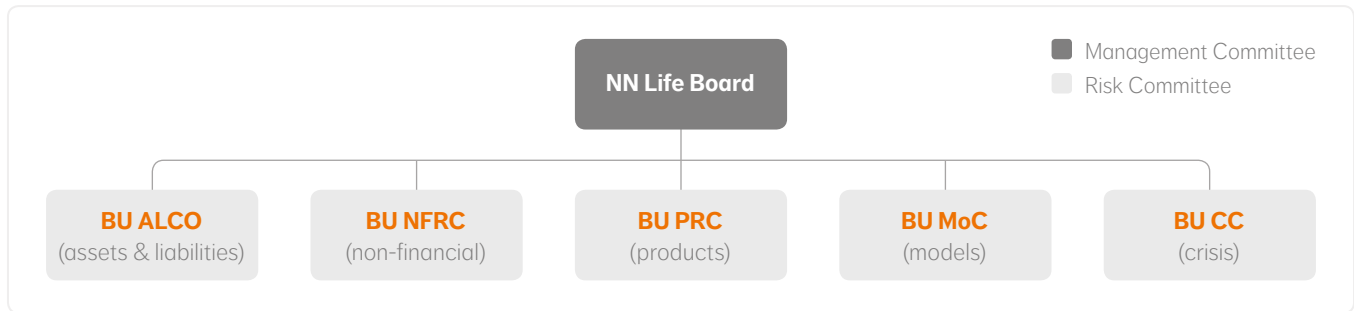 NN Life Board
Management Committee
Risk Committee
BU ALCO
(assets & liabilities)
BU NFRC
(non-financial)
BU PRC
(products)
BU MoC
(models)
BU CC
(crisis)